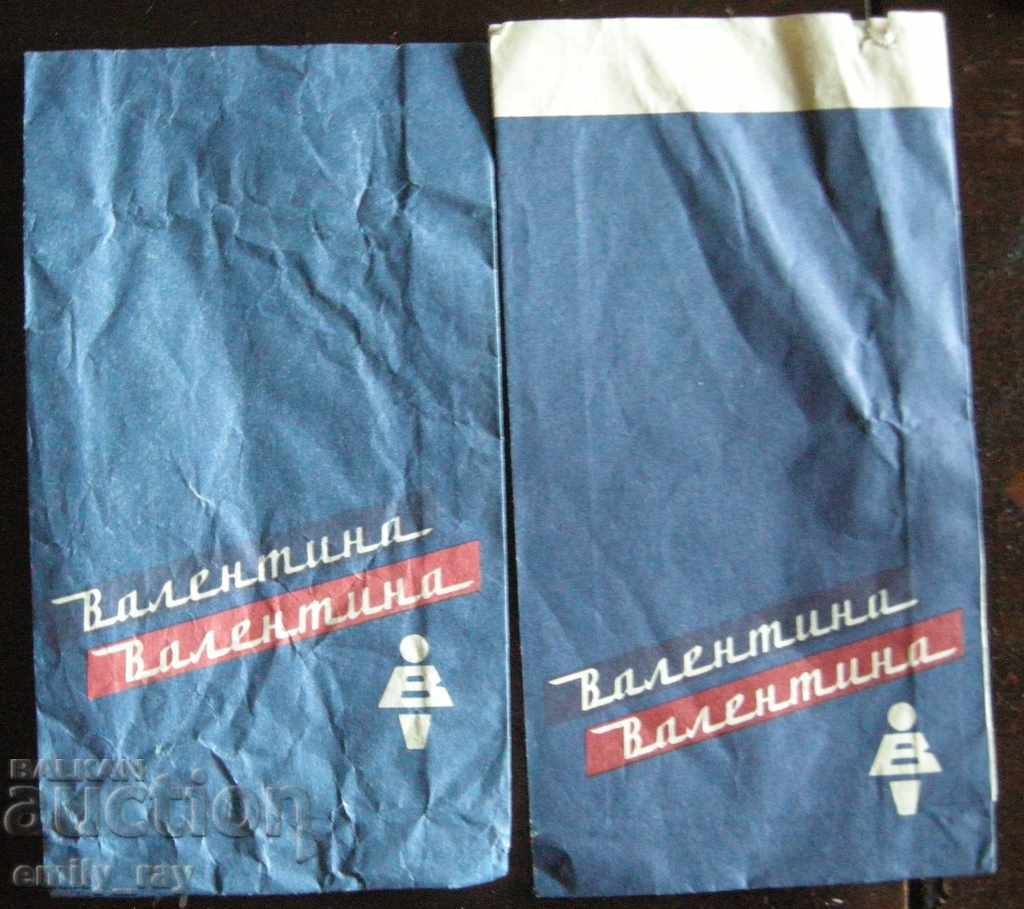 Валентина
Валентина
В
Валентина
Валентина
В
BALKAN
auction
emily_ray